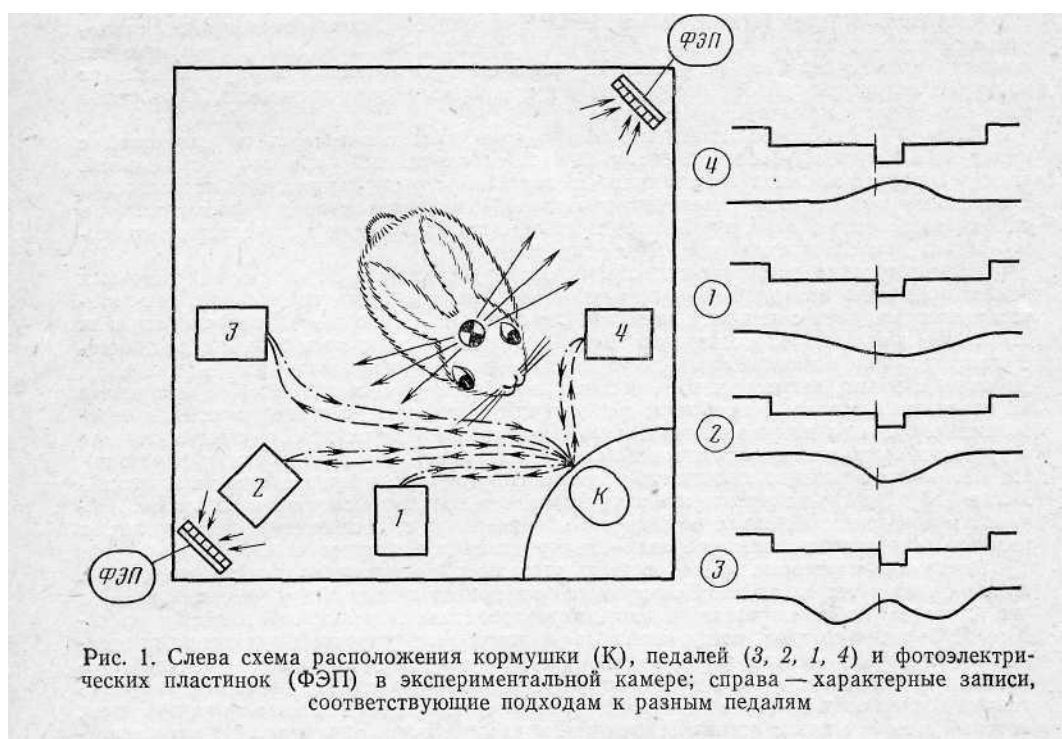 ФЭП
4
1
2
3
3
4
2
1
К
ФЭП
Рис. 1. Слева схема расположения кормушки (К), педалей (3, 2, 1, 4) и фотоэлектри-
ческих пластинок (ФЭП) в экспериментальной камере; справа — характерные записи,
соответствующие подходам к разным педалям